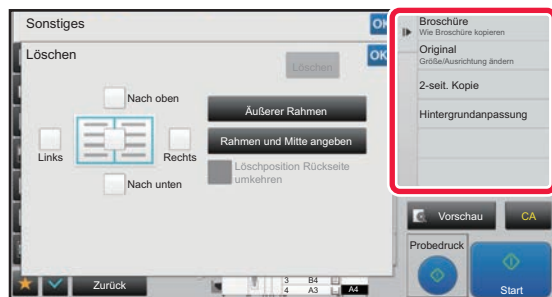 Sonstiges
OK
Löschen
OK
Löschen
Nach oben
Links
Rechts
Nach unten
Äußerer Rahmen
Rahmen und Mitte angeben
Löschposition Rückseite
umkehren
Zurück
3 B4
4 A3
A4
Broschüre
Wie Broschüre kopieren
Original
Größe/Ausrichtung ändern
2-seit. Kopie
Hintergrundanpassung
Vorschau
CA
Probedruck
Start